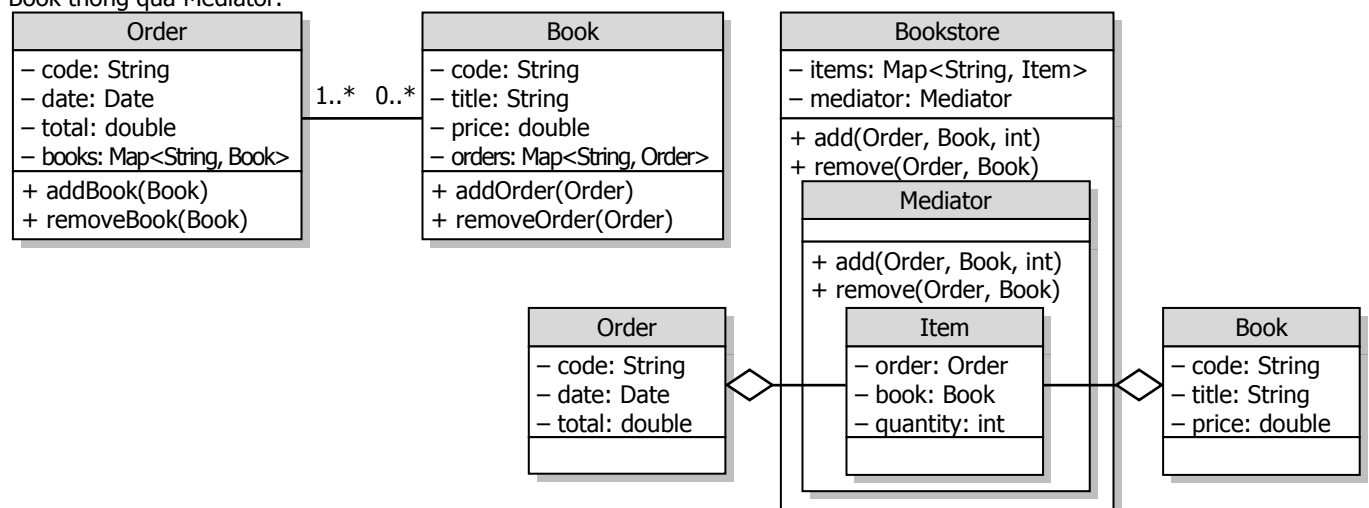 Book thông qua Mediator.
Order
– code: String
– date: Date
– total: double
– books: Map<String, Book>
+ addBook(Book)
+ removeBook(Book)
1..* 0..*
Book
– code: String
– title: String
– price: double
– orders: Map<String, Order>
+ addOrder(Order)
+ removeOrder(Order)
Bookstore
– items: Map<String, Item>
– mediator: Mediator
+ add(Order, Book, int)
+ remove(Order, Book)
Mediator
+ add(Order, Book, int)
+ remove(Order, Book)
Order
– code: String
– date: Date
– total: double
Item
– order: Order
– book: Book
– quantity: int
Book
– code: String
– title: String
– price: double